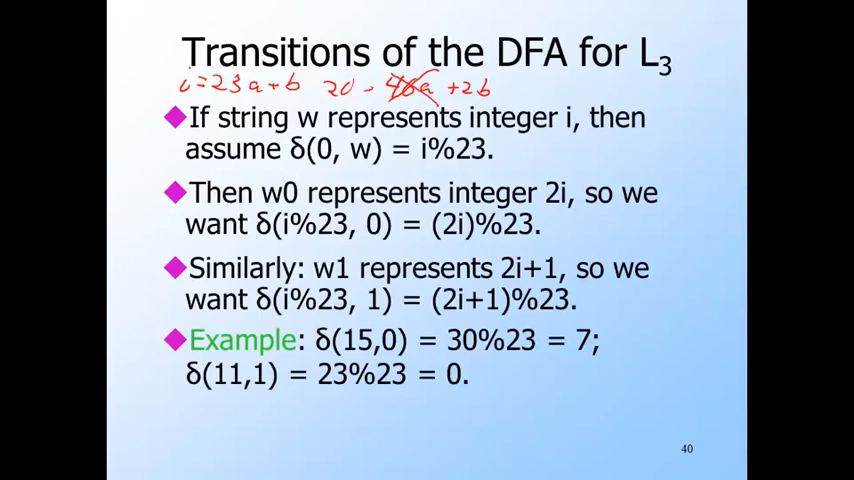 Transitions of the DFA for L₃
i=23a+b 2i = 46a +2b
◆If string w represents integer i, then
assume δ(0, w) = i%23.
◆Then w0 represents integer 2i, so we
want δ(i%23, 0) = (2i)%23.
◆Similarly: w1 represents 2i+1, so we
want δ(i%23, 1) = (2i+1)%23.
◆Example: δ(15,0) = 30%23 = 7;
δ(11,1) = 23%23 = 0.
40